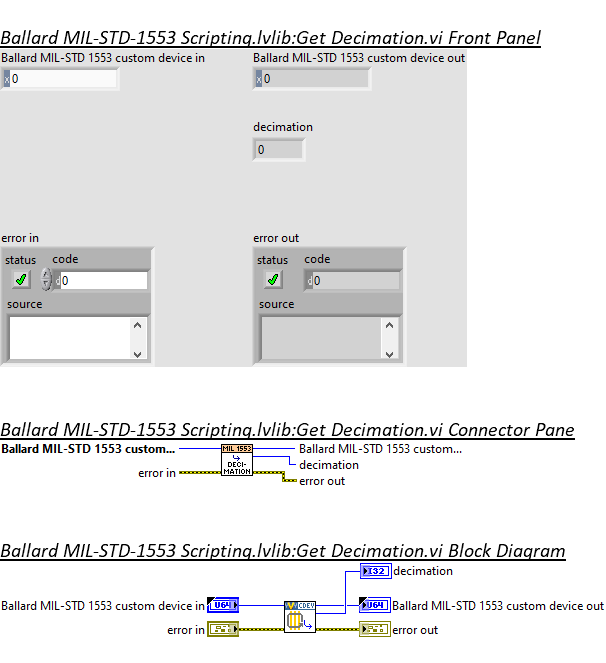 Ballard MIL-STD-1553 Scripting.lvlib:Get Decimation.vi Front Panel
Ballard MIL-STD 1553 custom device in
Ballard MIL-STD 1553 custom device out
x 0
x 0
decimation
0
error in
error out
status code
status code
d 0
d 0
source
source
Ballard MIL-STD-1553 Scripting.lvlib:Get Decimation.vi Connector Pane
Ballard MIL-STD 1553 custom...
MIL 1553
Ballard MIL-STD 1553 custom...
DECI-
MATION
decimation
error in
error out
Ballard MIL-STD-1553 Scripting.lvlib:Get Decimation.vi Block Diagram
I32 decimation
Ballard MIL-STD 1553 custom device in U64
CDEV
U64 Ballard MIL-STD 1553 custom device out
error in
error out